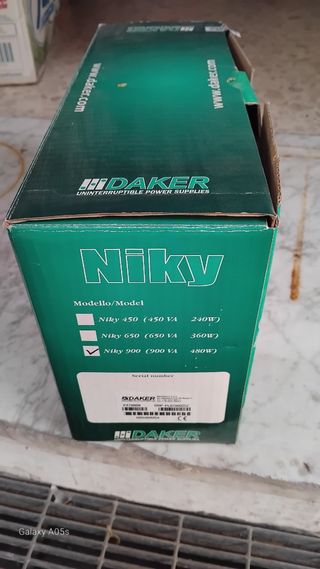 www.daker.com
www.daker.com
DAKER
UNINTERRUPTIBLE POWER SUPPLIES
Niky
Modello/Model
Niky 450 (450 VA 240W)
Niky 650 (650 VA 360W)
Niky 900 (900 VA 480W)
Serial number
DAKER
Galaxy A05s